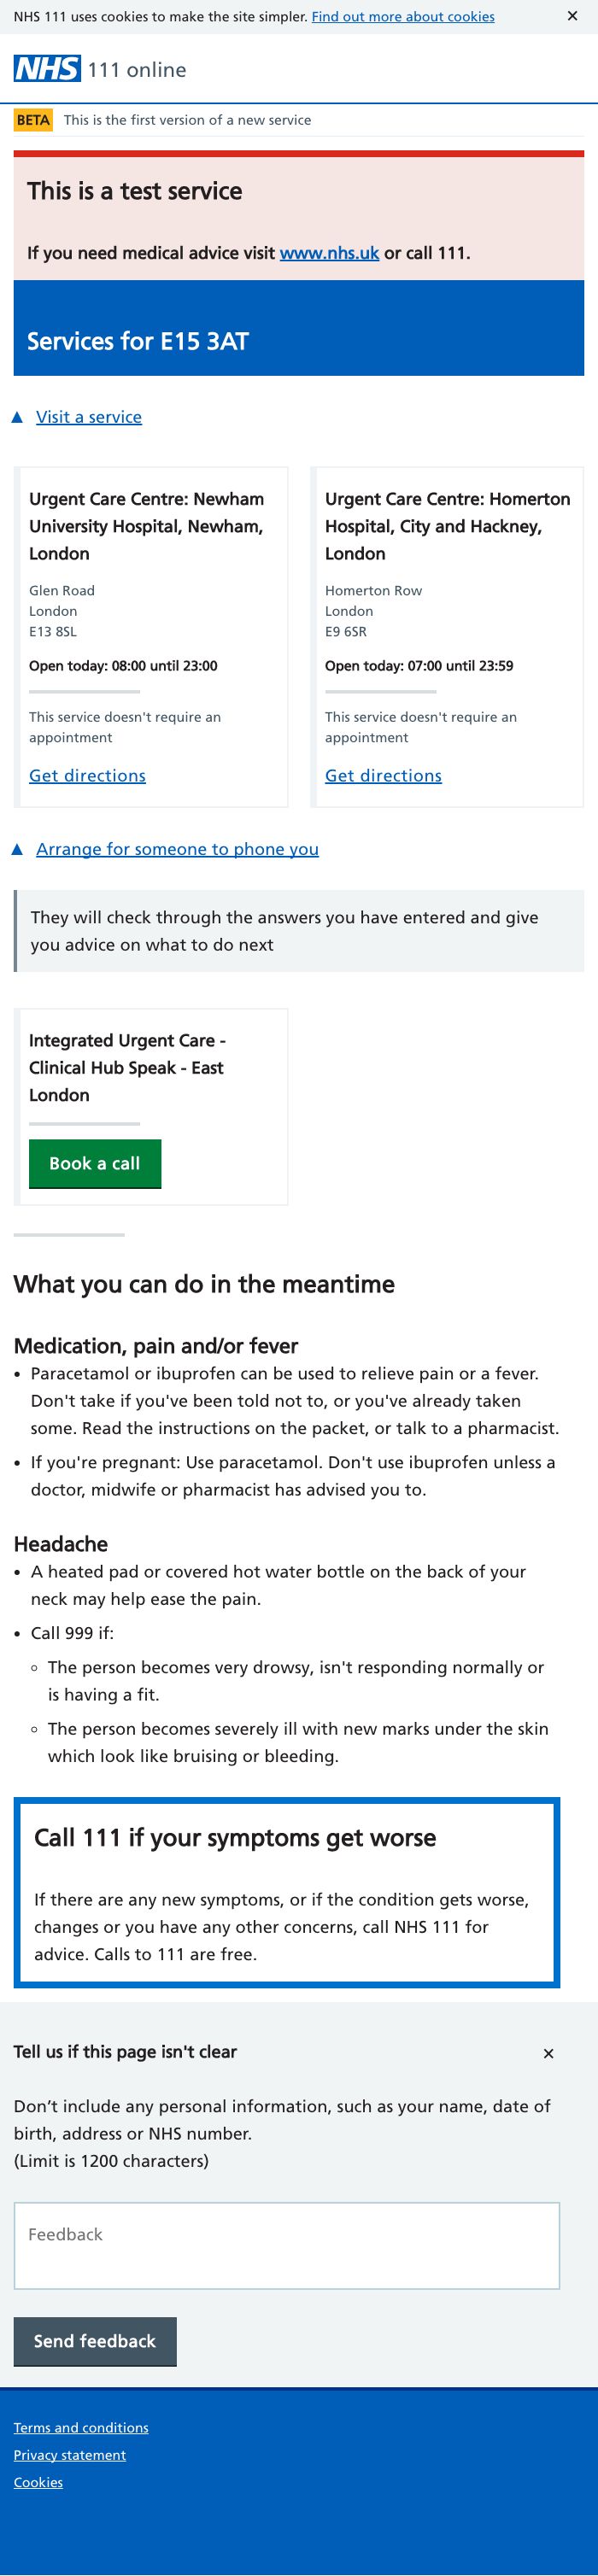 NHS 111 uses cookies to make the site simpler. Find out more about cookies ✕
NHS 111 online
BETA This is the first version of a new service
This is a test service
If you need medical advice visit www.nhs.uk or call 111.
Services for E15 3AT
▲ Visit a service
Urgent Care Centre: Newham
University Hospital, Newham,
London
Glen Road
London
E13 8SL
Open today: 08:00 until 23:00
This service doesn't require an
appointment
Get directions
Urgent Care Centre: Homerton
Hospital, City and Hackney,
London
Homerton Row
London
E9 6SR
Open today: 07:00 until 23:59
This service doesn't require an
appointment
Get directions
▲ Arrange for someone to phone you
They will check through the answers you have entered and give
you advice on what to do next
Integrated Urgent Care -
Clinical Hub Speak - East
London
Book a call
What you can do in the meantime
Medication, pain and/or fever
• Paracetamol or ibuprofen can be used to relieve pain or a fever.
Don't take if you've been told not to, or you've already taken
some. Read the instructions on the packet, or talk to a pharmacist.
• If you're pregnant: Use paracetamol. Don't use ibuprofen unless a
doctor, midwife or pharmacist has advised you to.
Headache
• A heated pad or covered hot water bottle on the back of your
neck may help ease the pain.
• Call 999 if:
◦ The person becomes very drowsy, isn't responding normally or
is having a fit.
◦ The person becomes severely ill with new marks under the skin
which look like bruising or bleeding.
Call 111 if your symptoms get worse
If there are any new symptoms, or if the condition gets worse,
changes or you have any other concerns, call NHS 111 for
advice. Calls to 111 are free.
Tell us if this page isn't clear ✕
Don’t include any personal information, such as your name, date of
birth, address or NHS number.
(Limit is 1200 characters)
Feedback
Send feedback
Terms and conditions
Privacy statement
Cookies